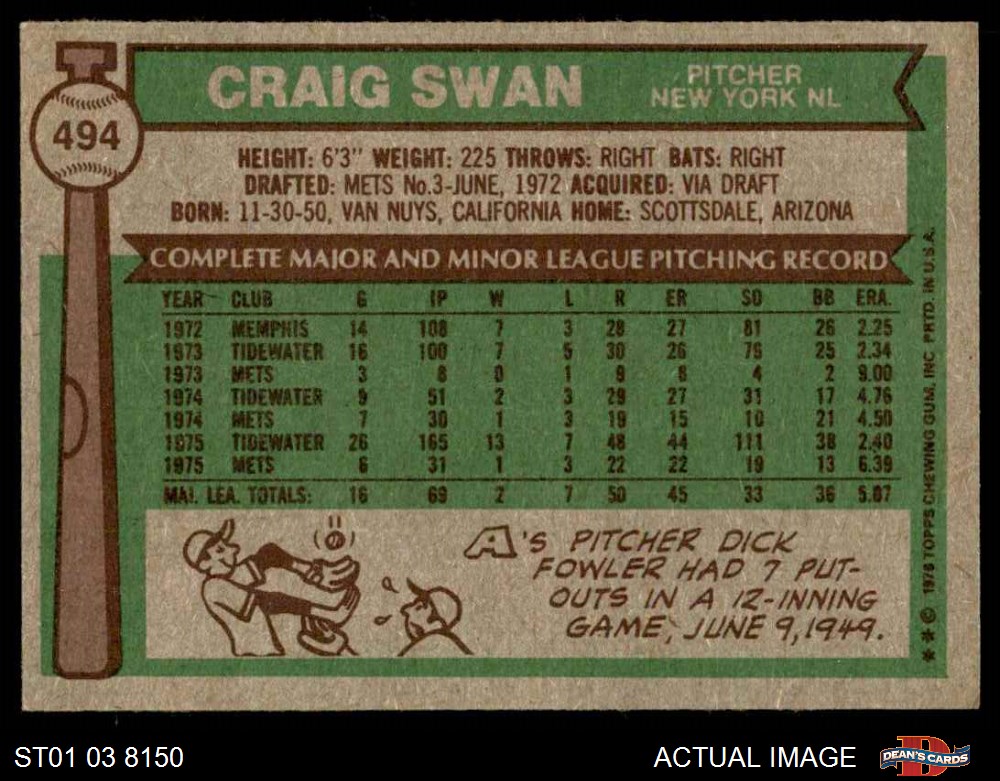 494
CRAIG SWAN
PITCHER
NEW YORK NL
HEIGHT: 6'3" WEIGHT: 225 THROWS: RIGHT BATS: RIGHT
DRAFTED: METS No.3-JUNE, 1972 ACQUIRED: VIA DRAFT
BORN: 11-30-50, VAN NUYS, CALIFORNIA HOME: SCOTTSDALE, ARIZONA
COMPLETE MAJOR AND MINOR LEAGUE PITCHING RECORD
YEAR CLUB G IP W L R ER SO BB ERA.
1972 MEMPHIS 14 108 7 3 28 27 81 26 2.25
1973 TIDEWATER 16 100 7 5 30 26 75 25 2.34
1973 METS 3 8 0 1 9 8 4 2 9.00
1974 TIDEWATER 9 51 2 3 29 27 31 17 4.76
1974 METS 7 30 1 3 19 15 10 21 4.50
1975 TIDEWATER 26 165 13 7 48 44 111 38 2.40
1975 METS 6 31 1 3 22 22 19 13 6.39
MAJ. LEA. TOTALS: 16 69 2 7 50 45 33 36 5.87
A'S PITCHER DICK
FOWLER HAD 7 PUT-
OUTS IN A 12-INNING
GAME, JUNE 9, 1949.
** © 1976 TOPPS CHEWING GUM, INC. PRTD. IN U.S.A.
ST01 03 8150
ACTUAL IMAGE
DEAN'S CARDS